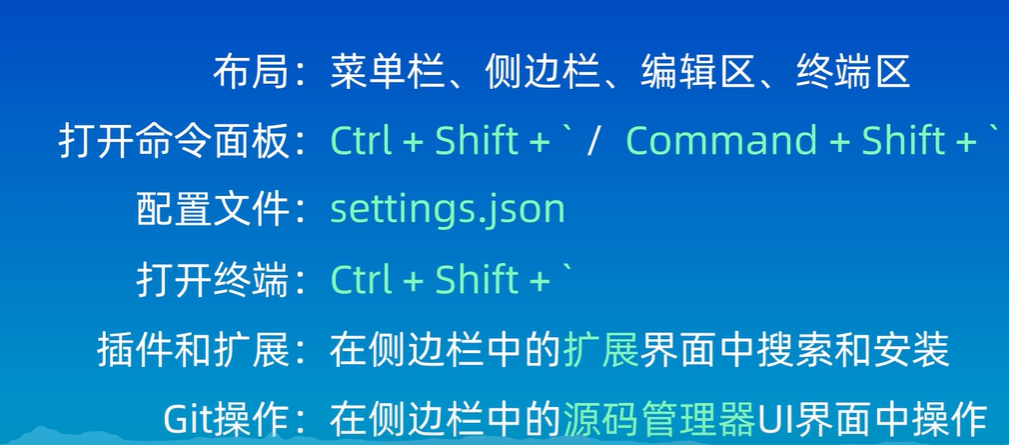 布局：菜单栏、侧边栏、编辑区、终端区
打开命令面板：Ctrl + Shift + ` / Command + Shift + `
配置文件：settings.json
打开终端：Ctrl + Shift + `
插件和扩展：在侧边栏中的扩展界面中搜索和安装
Git操作：在侧边栏中的源码管理器UI界面中操作